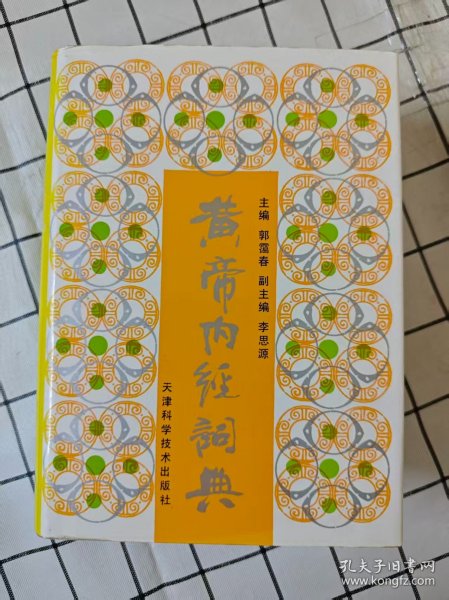 黄帝内经词典
主编 郭霭春 副主编 李思源
天津科学技术出版社
孔夫子旧书网
www.kongfz.com